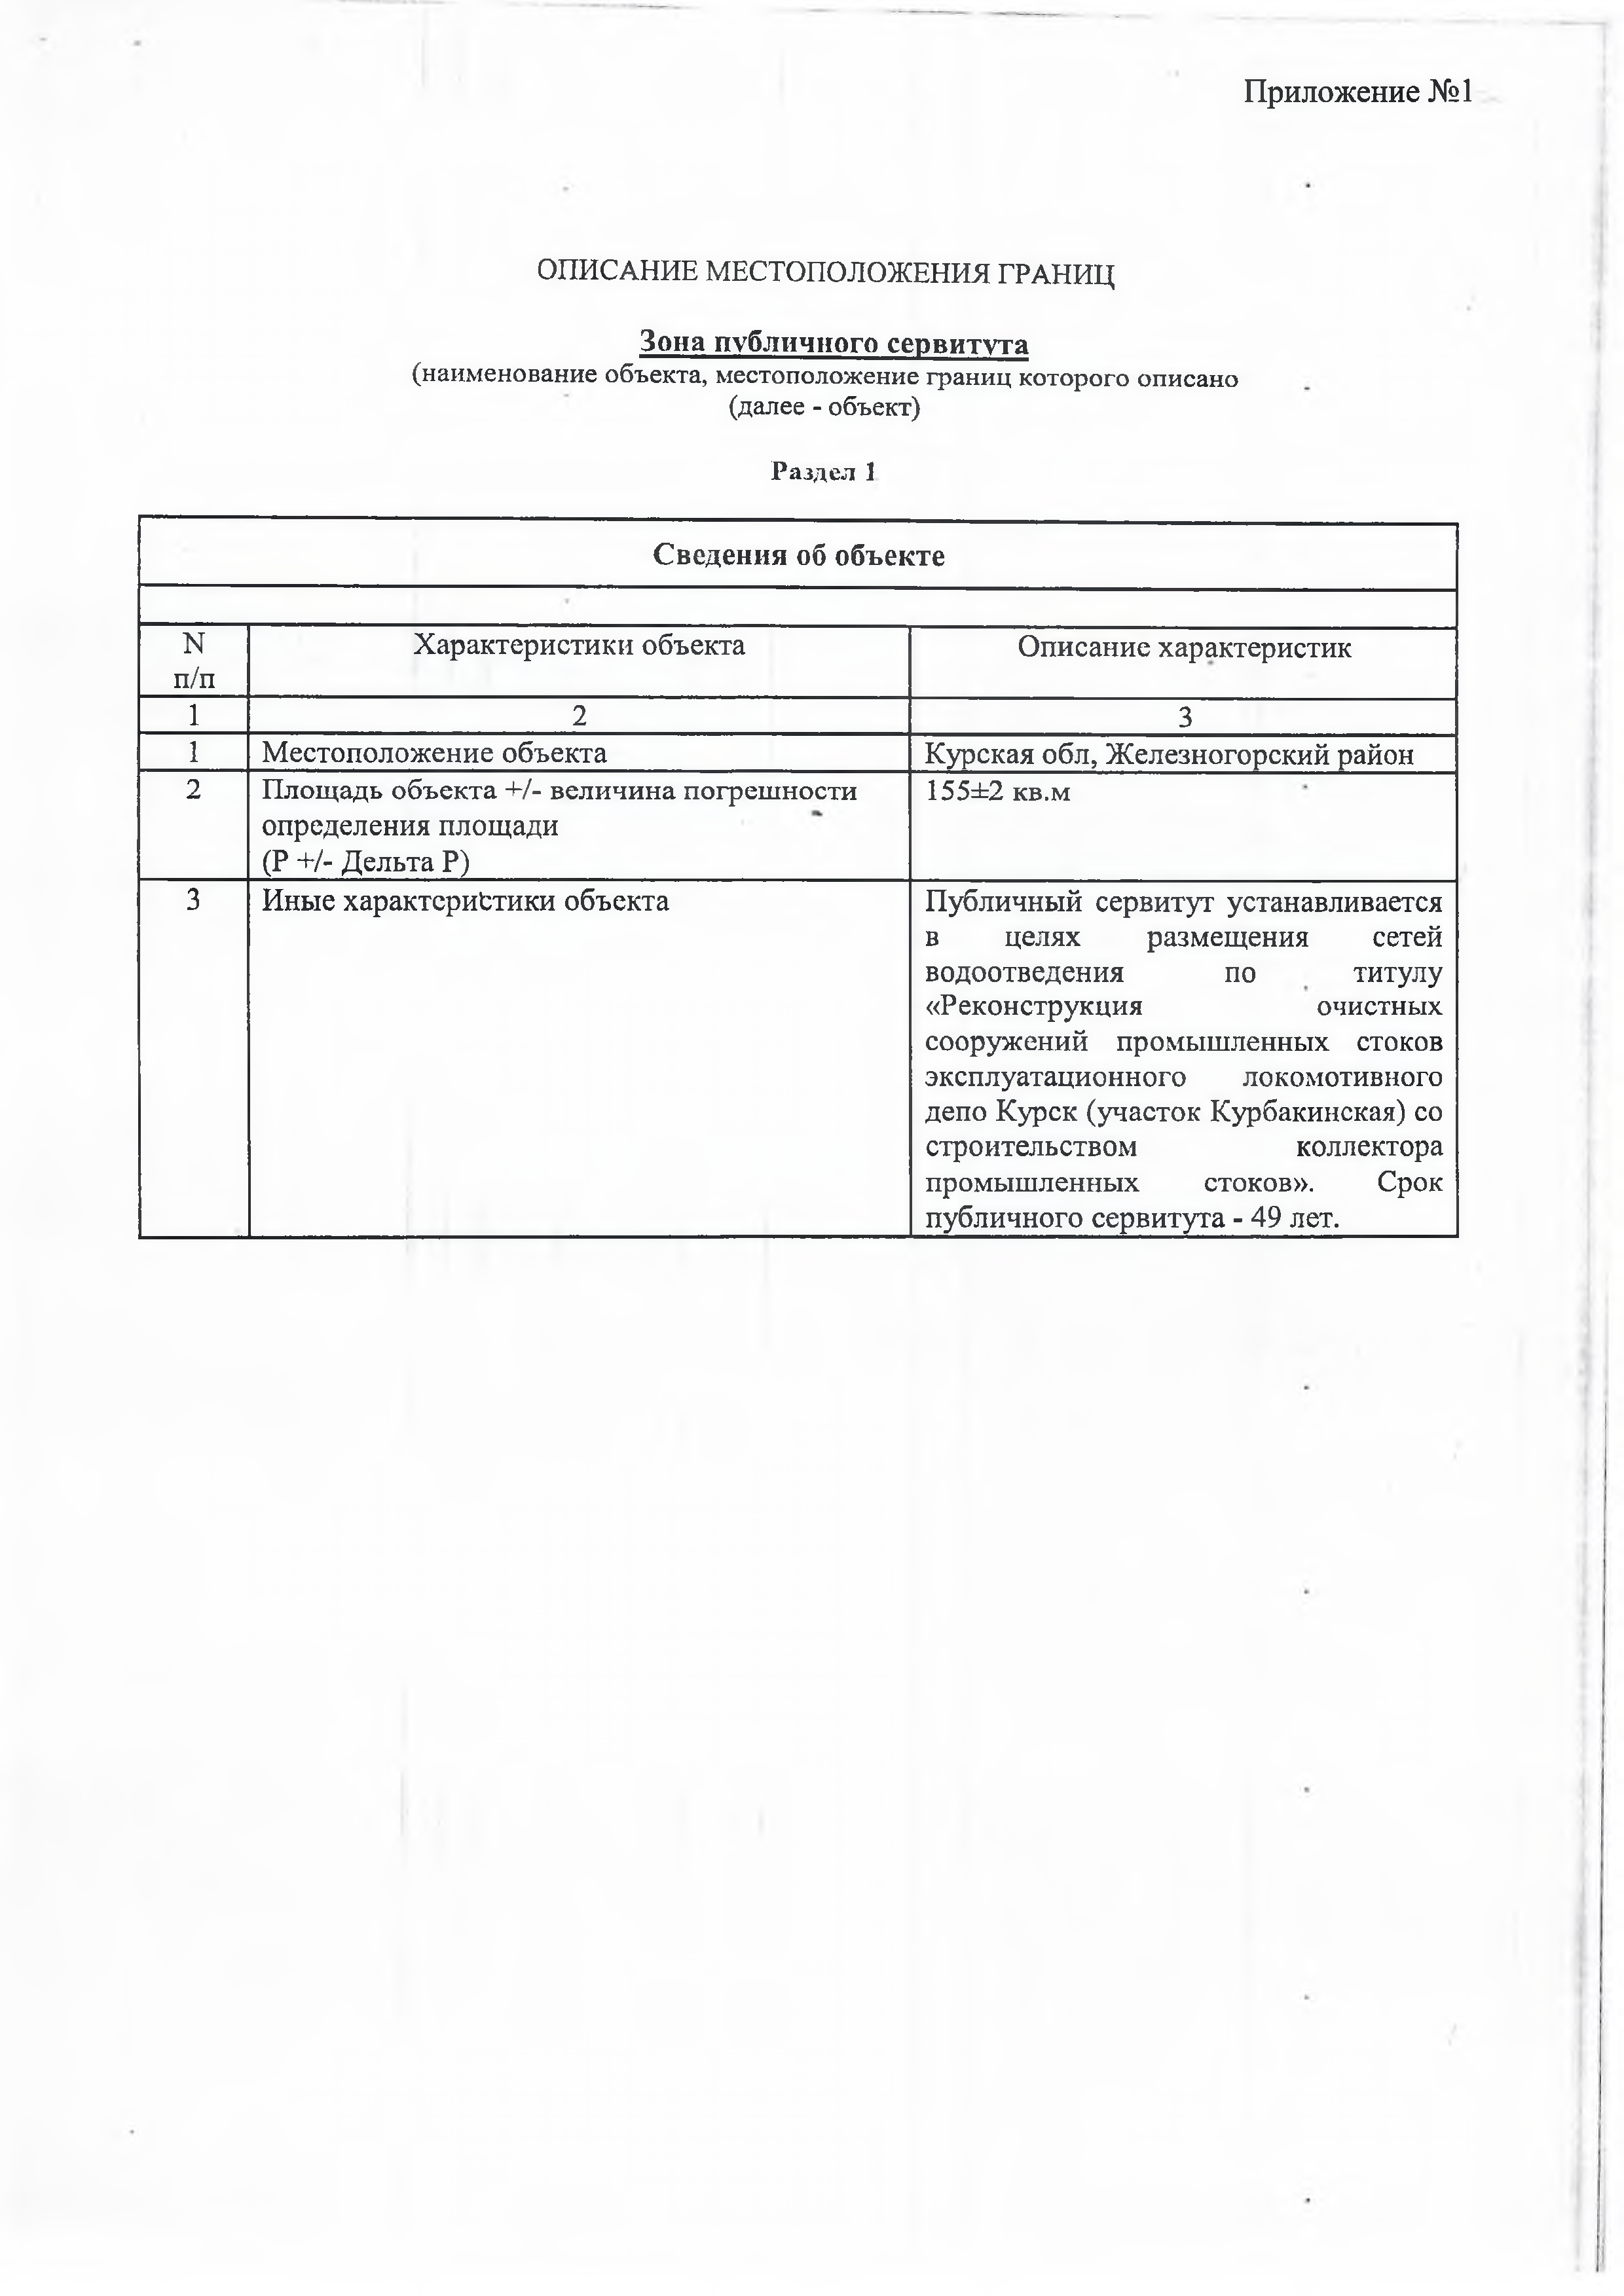 Приложение №1
ОПИСАНИЕ МЕСТОПОЛОЖЕНИЯ ГРАНИЦ
Зона публичного сервитута
(наименование объекта, местоположение границ которого описано
(далее - объект)
Раздел 1
Сведения об объекте
N
п/п
Характеристики объекта
Описание характеристик
1
2
3
1
Местоположение объекта
Курская обл, Железногорский район
2
Площадь объекта +/- величина погрешности
определения площади
(Р +/- Дельта Р)
155±2 кв.м
3
Иные характеристики объекта
Публичный сервитут устанавливается
в целях размещения сетей
водоотведения по титулу
«Реконструкция очистных
сооружений промышленных стоков
эксплуатационного локомотивного
депо Курск (участок Курбакинская) со
строительством коллектора
промышленных стоков». Срок
публичного сервитута - 49 лет.